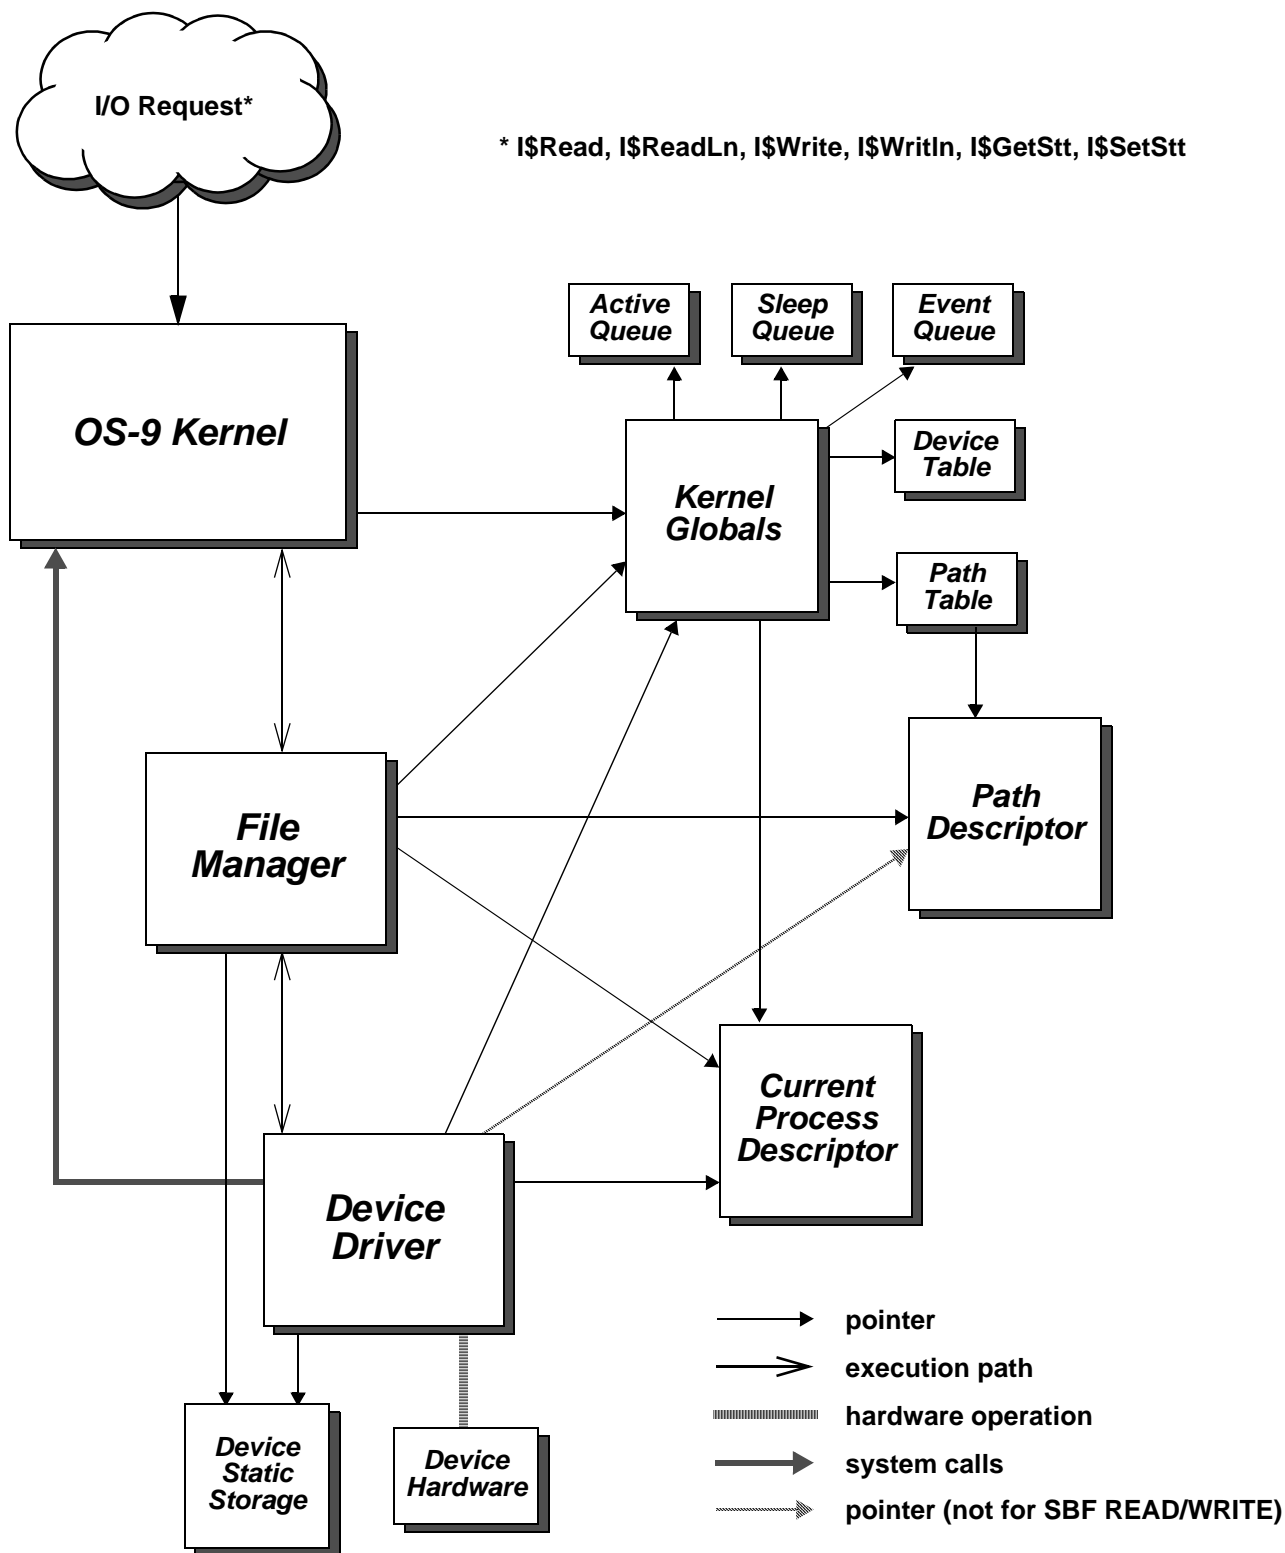 I/O Request*
* I$Read, I$ReadLn, I$Write, I$Writln, I$GetStt, I$SetStt
Active
Queue
Sleep
Queue
Event
Queue
OS-9 Kernel
Kernel
Globals
Device
Table
Path
Table
File
Manager
Path
Descriptor
Current
Process
Descriptor
Device
Driver
Device
Static
Storage
Device
Hardware
pointer
execution path
hardware operation
system calls
pointer (not for SBF READ/WRITE)